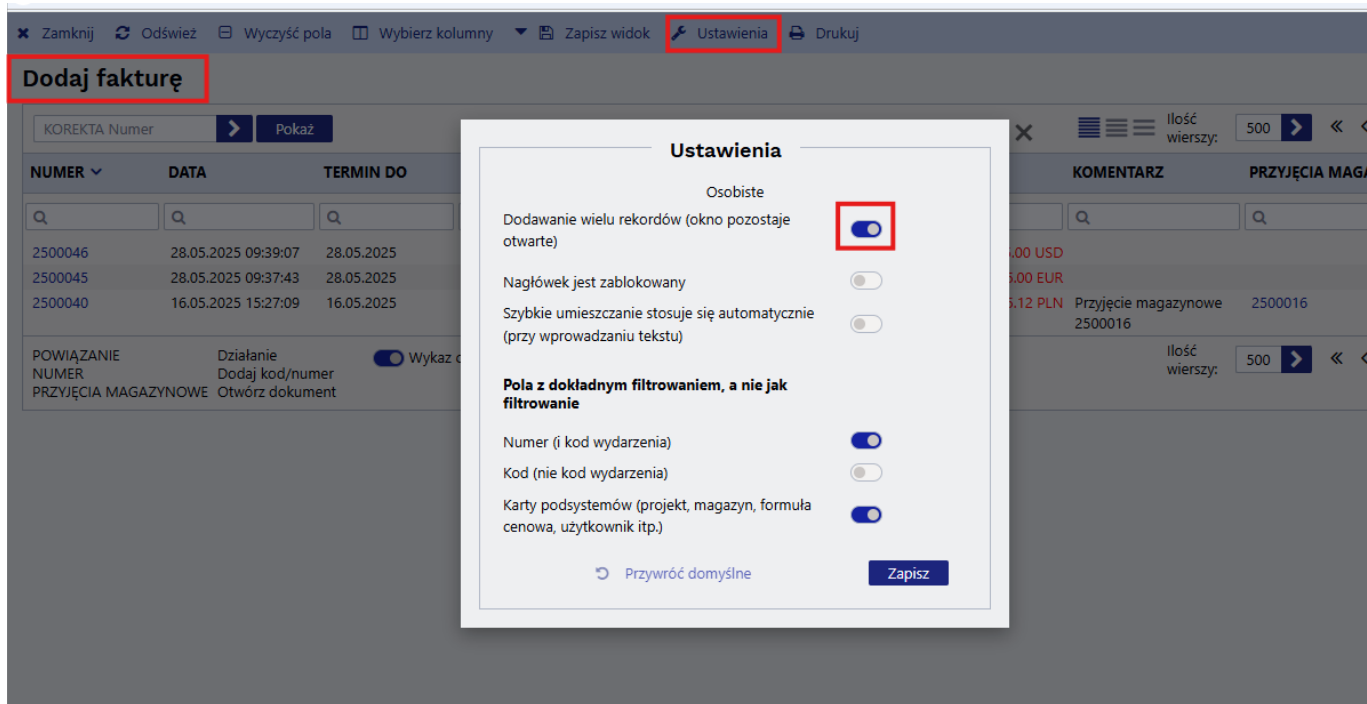 Zamknij Odśwież Wyczyść pola Wybierz kolumny Zapisz widok Ustawienia Drukuj
Dodaj fakturę
KOREKTA Numer Pokaż
Ilość
wierszy: 500
NUMER DATA TERMIN DO KOMENTARZ PRZYJĘCIA
2500046 28.05.2025 09:39:07 28.05.2025 .00 USD
2500045 28.05.2025 09:37:43 28.05.2025 .00 EUR
2500040 16.05.2025 15:27:09 16.05.2025 .12 PLN Przyjęcie magazynowe 2500016
2500016
POWIĄZANIE Działanie Wykaz
NUMER Dodaj kod/numer
PRZYJĘCIA MAGAZYNOWE Otwórz dokument
Ilość
wierszy: 500
Ustawienia
Osobiste
Dodawanie wielu rekordów (okno pozostaje
otwarte)
Nagłówek jest zablokowany
Szybkie umieszczanie stosuje się automatycznie
(przy wprowadzaniu tekstu)
Pola z dokładnym filtrowaniem, a nie jak
filtrowanie
Numer (i kod wydarzenia)
Kod (nie kod wydarzenia)
Karty podsystemów (projekt, magazyn, formuła
cenowa, użytkownik itp.)
Przywróć domyślne Zapisz